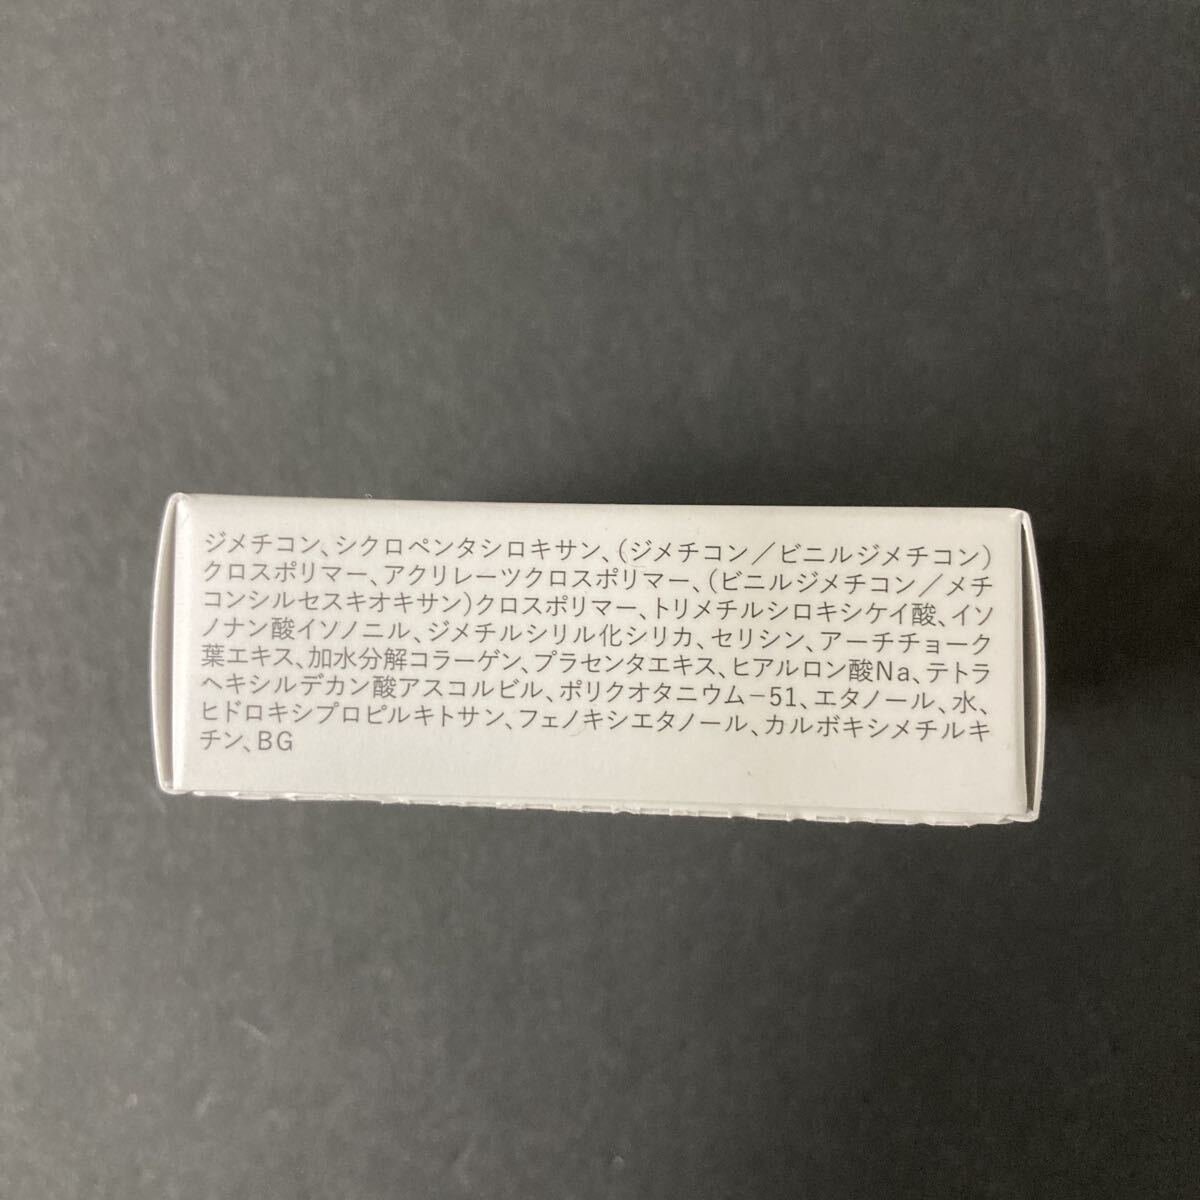 ジメチコン、シクロペンタシロキサン、(ジメチコン／ビニルジメチコン)
クロスポリマー、アクリレーツクロスポリマー、(ビニルジメチコン／メチ
コンシルセスキオキサン)クロスポリマー、トリメチルシロキシケイ酸、イソ
ノナン酸イソノニル、ジメチルシリル化シリカ、セリシン、アーチチョーク
葉エキス、加水分解コラーゲン、プラセンタエキス、ヒアルロン酸Na、テトラ
ヘキシルデカン酸アスコルビル、ポリクオタニウム-51、エタノール、水、
ヒドロキシプロピルキトサン、フェノキシエタノール、カルボキシメチルキ
チン、BG